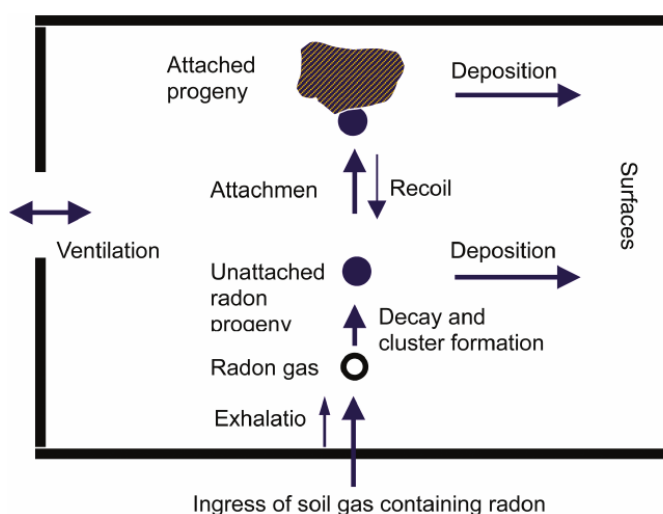 Attached
progeny
Deposition
Attachmen
Recoil
Surfaces
Ventilation
Unattached
radon
progeny
Deposition
Decay and
cluster formation
Radon gas
Exhalatio
Ingress of soil gas containing radon